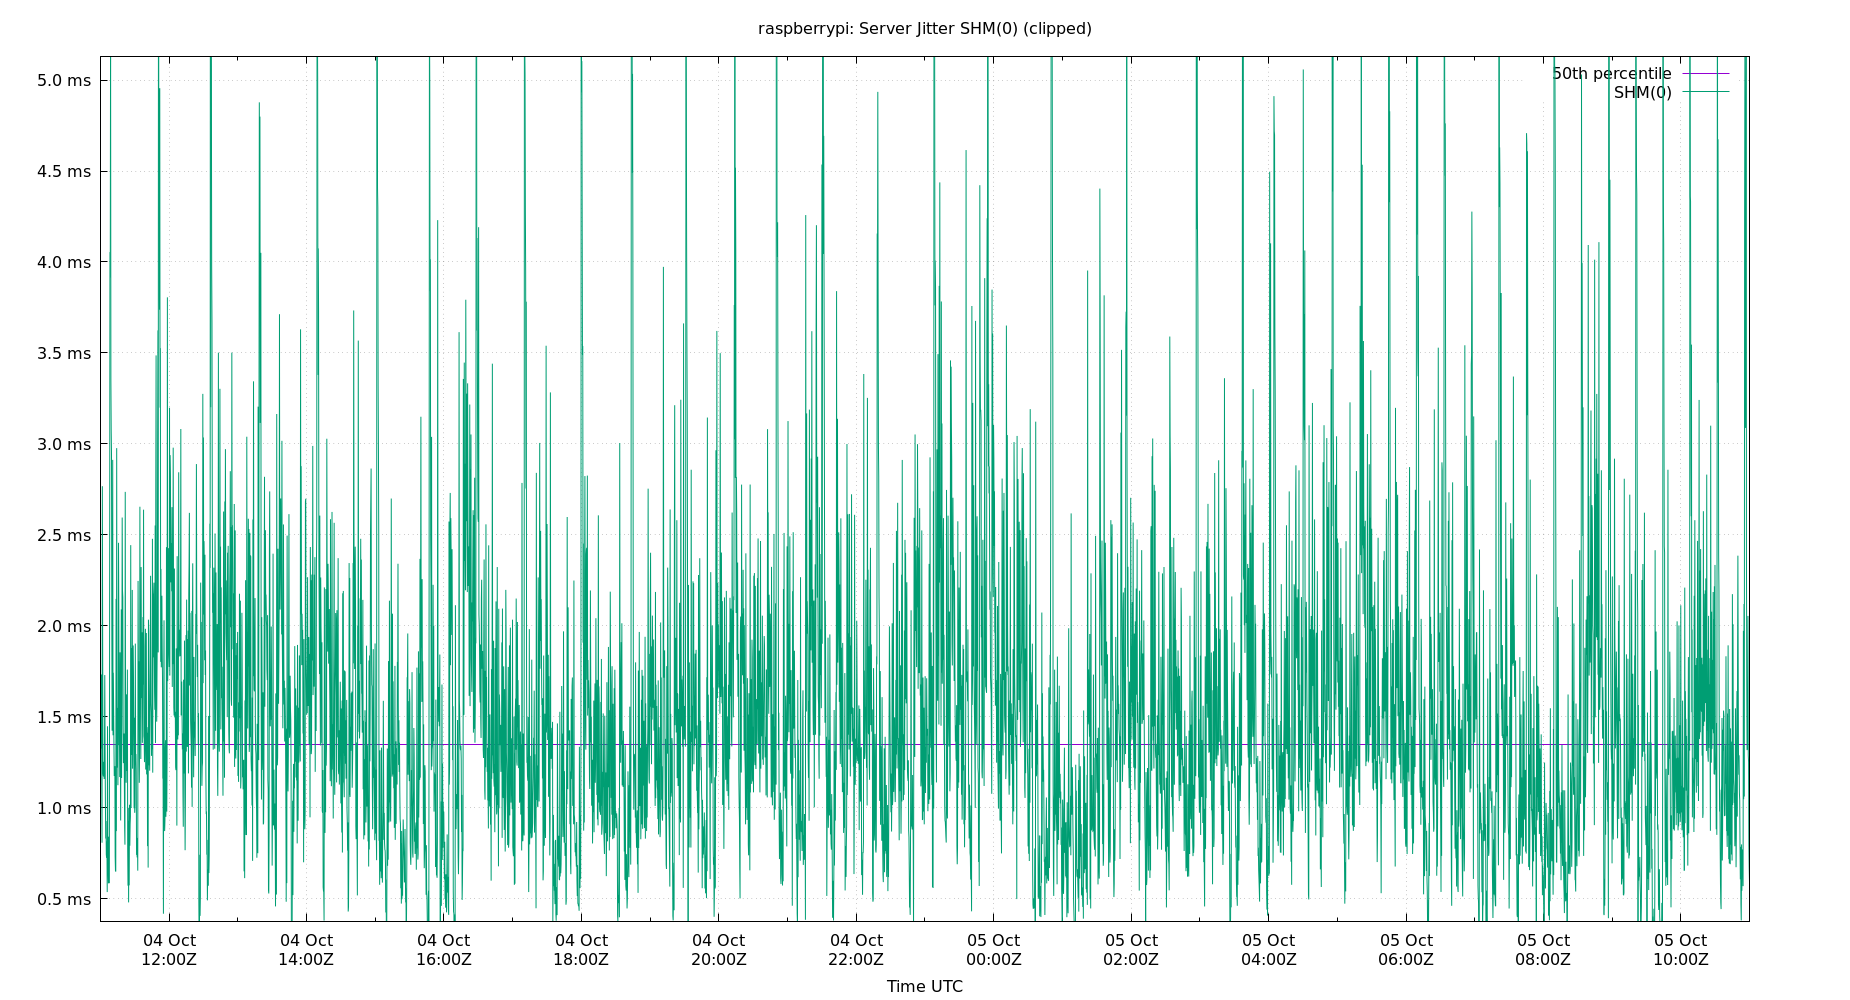 raspberrypi: Server Jitter SHM(0) (clipped)
50th percentile
SHM(0)
5.0 ms
4.5 ms
4.0 ms
3.5 ms
3.0 ms
2.5 ms
2.0 ms
1.5 ms
1.0 ms
0.5 ms
04 Oct 04 Oct 04 Oct 04 Oct 04 Oct 04 Oct 05 Oct 05 Oct 05 Oct 05 Oct 05 Oct 05 Oct
12:00Z 14:00Z 16:00Z 18:00Z 20:00Z 22:00Z 00:00Z 02:00Z 04:00Z 06:00Z 08:00Z 10:00Z
Time UTC